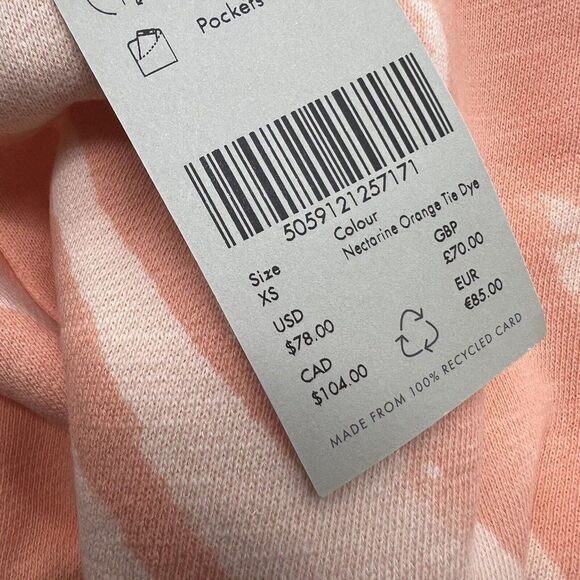 Pockets
5059121257171
Size
XS
Colour
Nectarine Orange Tie Dye
USD
$78.00
GBP
£70.00
CAD
$104.00
EUR
€85.00
MADE FROM 100% RECYCLED CARD